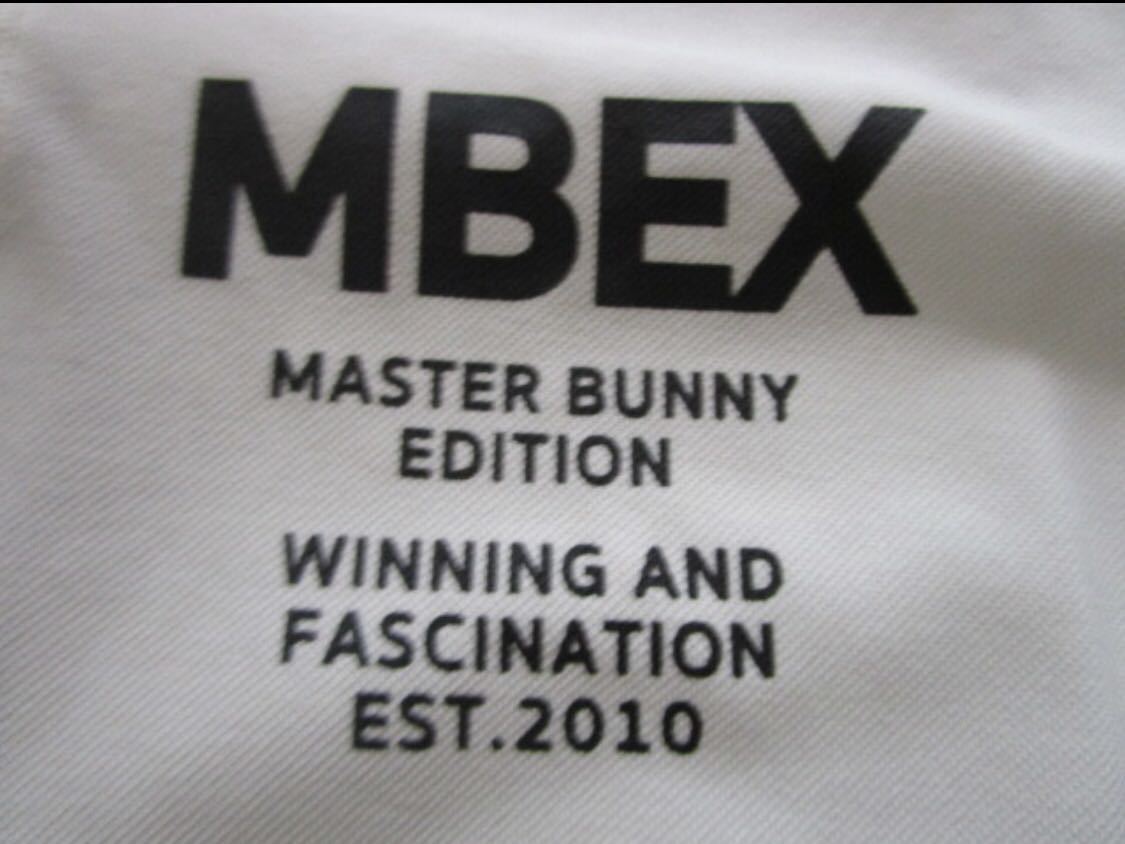 MBEX
MASTER BUNNY
EDITION
WINNING AND
FASCINATION
EST.2010